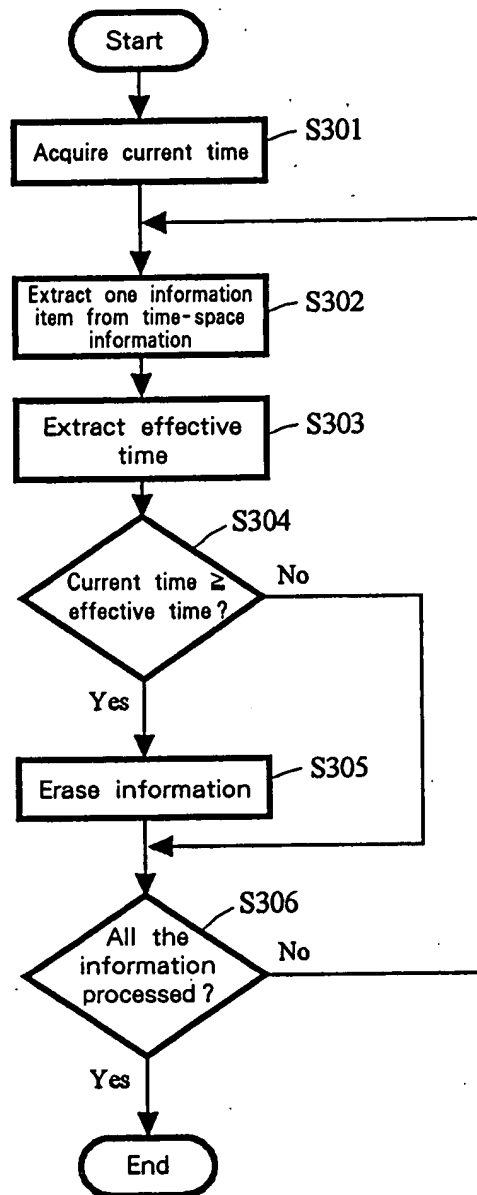 Start
Acquire current time
S301
Extract one information
item from time-space
information
S302
Extract effective
time
S303
Current time ≧
effective time?
S304
No
Yes
Erase information
S305
All the
information
processed?
S306
No
Yes
End